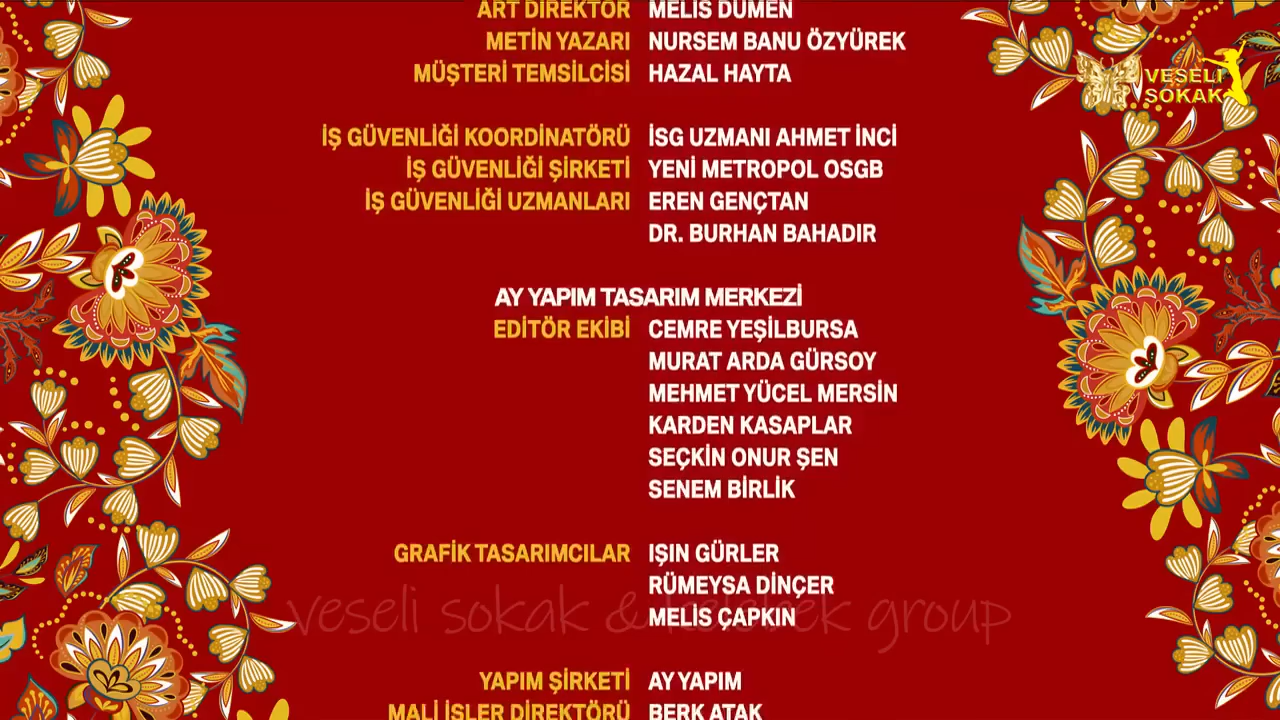 ART DİREKTÖR MELİS DÜMEN
METİN YAZARI NURSEM BANU ÖZYÜREK
MÜŞTERİ TEMSİLCİSİ HAZAL HAYTA
VESELI
SOKAK
İŞ GÜVENLİĞİ KOORDİNATÖRÜ İSG UZMANI AHMET İNCİ
İŞ GÜVENLİĞİ ŞİRKETİ YENİ METROPOL OSGB
İŞ GÜVENLİĞİ UZMANLARI EREN GENÇTAN
DR. BURHAN BAHADIR
AY YAPIM TASARIM MERKEZİ
EDİTÖR EKİBİ CEMRE YEŞİLBURSA
MURAT ARDA GÜRSOY
MEHMET YÜCEL MERSİN
KARDEN KASAPLAR
SEÇKİN ONUR ŞEN
SENEM BİRLİK
GRAFİK TASARIMCILAR IŞIN GÜRLER
RÜMEYSA DİNÇER
veseli sokak & kelebek group
MELİS ÇAPKIN
YAPIM ŞİRKETİ AY YAPIM
MALİ İŞLER DİREKTÖRÜ BERK ATAK